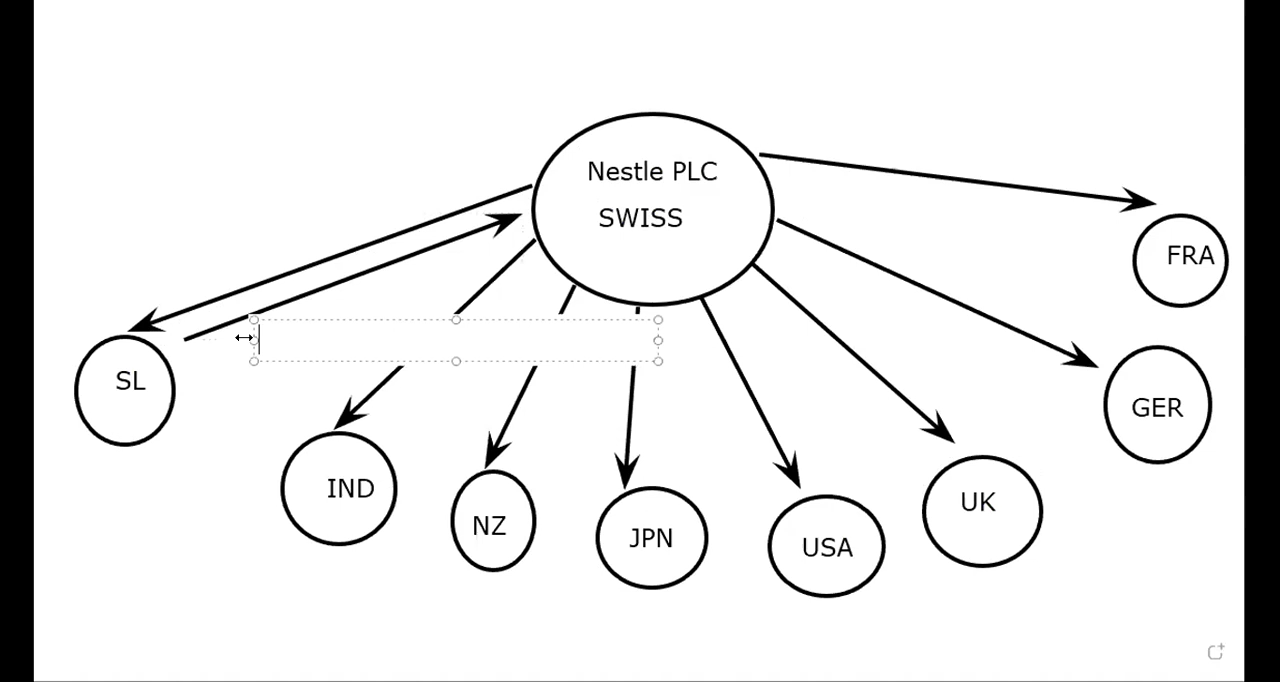 Nestle PLC
SWISS
FRA
SL
GER
IND
NZ
JPN
USA
UK